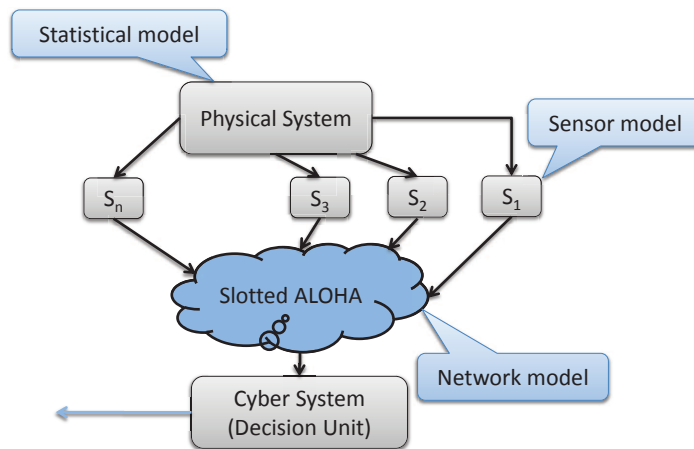 Statistical model
Physical System
Sensor model
Sₙ
S₃
S₂
S₁
Slotted ALOHA
Network model
Cyber System
(Decision Unit)